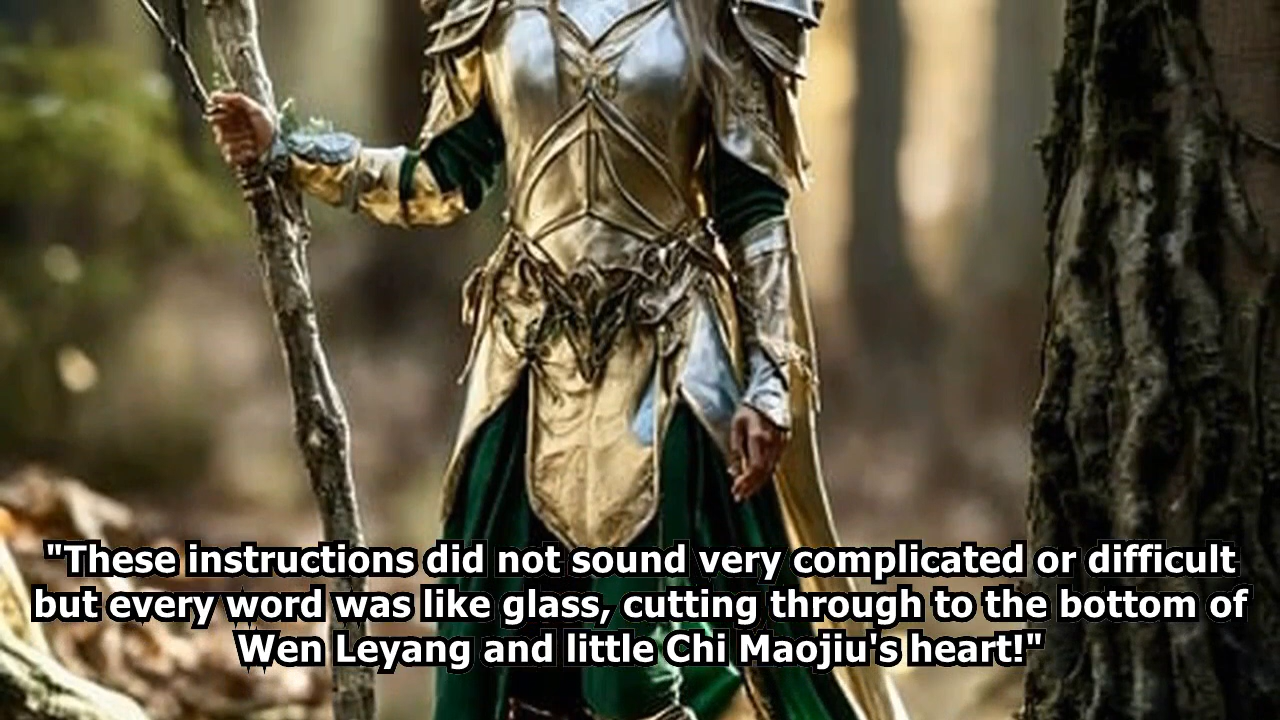 "These instructions did not sound very complicated or difficult
but every word was like glass, cutting through to the bottom of
Wen Leyang and little Chi Maojiu's heart!"